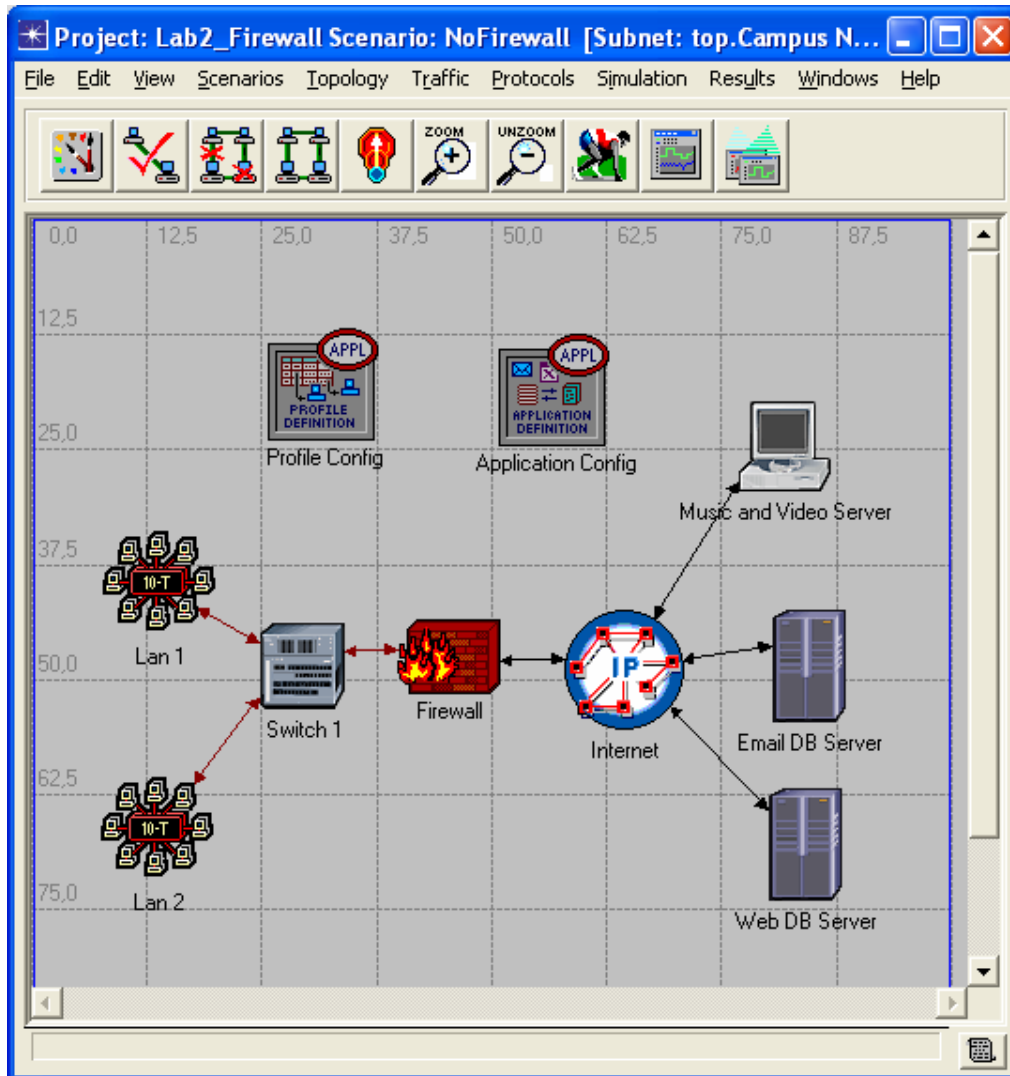 Project: Lab2_Firewall Scenario: NoFirewall [Subnet: top.Campus N...
File Edit View Scenarios Topology Traffic Protocols Simulation Results Windows Help
ZOOM UNZOOM
0,0 12,5 25,0 37,5 50,0 62,5 75,0 87,5
12,5
APPL APPL
PROFILE DEFINITION
APPLICATION DEFINITION
25,0
Profile Config
Application Config
Music and Video Server
37,5
10-T
Lan 1
50,0
IP
Switch 1
Firewall
Internet
Email DB Server
62,5
10-T
75,0
Lan 2
Web DB Server